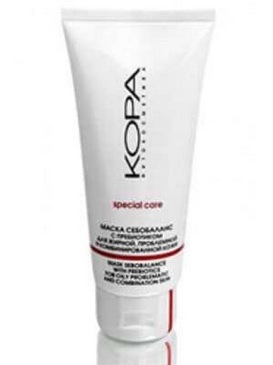 КОРА
ФИТОКОСМЕТИКА
special care
МАСКА СЕБОБАЛАНС
С ПРЕБИОТИКОМ
ДЛЯ ЖИРНОЙ, ПРОБЛЕМНОЙ
И КОМБИНИРОВАННОЙ КОЖИ
MASK SEBOBALANCE
WITH PREBIOTICS
FOR OILY PROBLEMATIC
AND COMBINATION SKIN